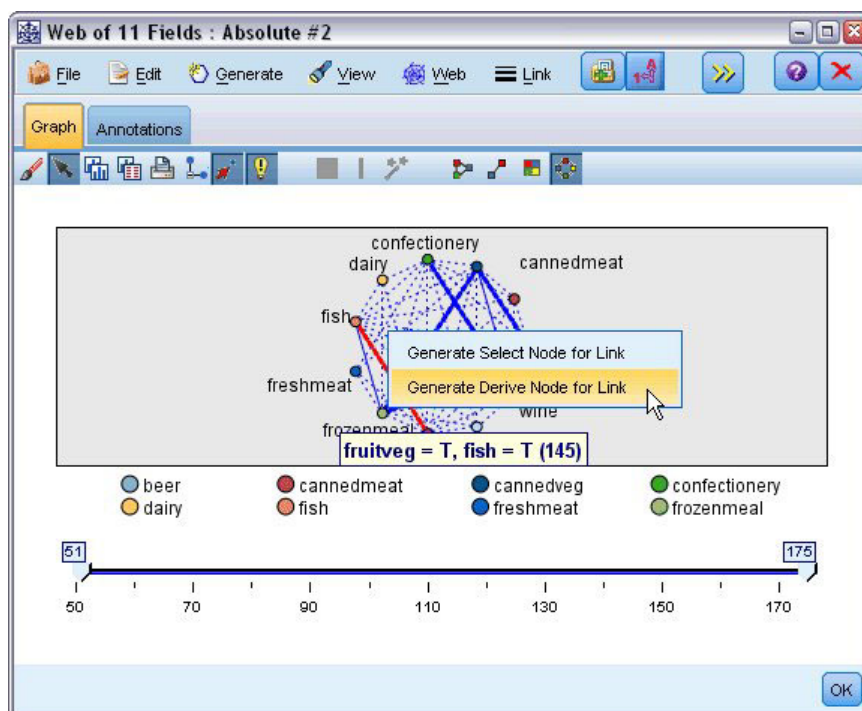 Web of 11 Fields : Absolute #2
File Edit Generate View Web Link
Graph Annotations
confectionery
dairy cannedmeat
fish
Generate Select Node for Link
freshmeat Generate Derive Node for Link
wine
frozenmeal
fruitveg = T, fish = T (145)
beer cannedmeat cannedveg confectionery
dairy fish freshmeat frozenmeal
51 175
50 70 90 110 130 150 170
OK